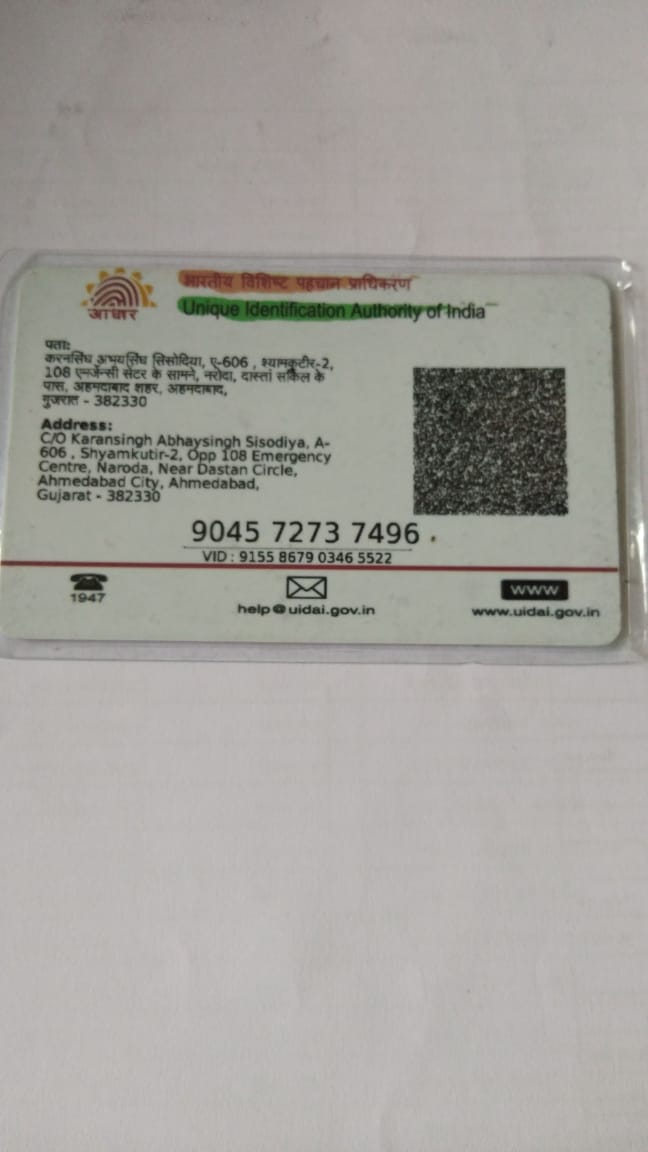 आधार
भारतीय विशिष्ट पहचान प्राधिकरण
Unique Identification Authority of India
पता:
करनसिंघ अभयसिंघ सिसोदिया, ए-606 , श्यामकुटीर-2,
108 एमर्जन्सी सेंटर के सामने, नरोदा, दास्तां सर्कल के
पास, अहमदाबाद शहर, अहमदाबाद,
गुजरात - 382330
Address:
C/O Karansingh Abhaysingh Sisodiya, A-
606 , Shyamkutir-2, Opp 108 Emergency
Centre, Naroda, Near Dastan Circle,
Ahmedabad City, Ahmedabad,
Gujarat - 382330
9045 7273 7496
VID : 9155 8679 0346 5522
1947
help@uidai.gov.in
www
www.uidai.gov.in